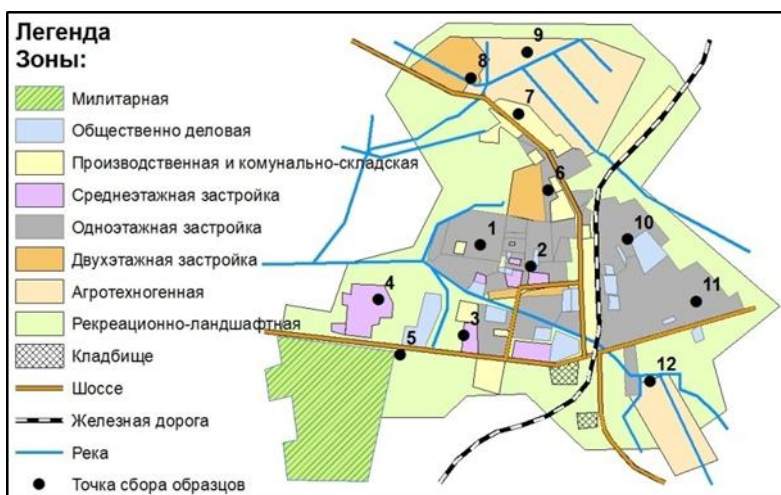 Легенда
Зоны:
Милитарная
Общественно деловая
Производственная и комунально-складская
Среднеэтажная застройка
Одноэтажная застройка
Двухэтажная застройка
Агротехногенная
Рекреационно-ландшафтная
Кладбище
Шоссе
Железная дорога
Река
Точка сбора образцов
9
8
7
6
1
2
10
4
11
3
5
12